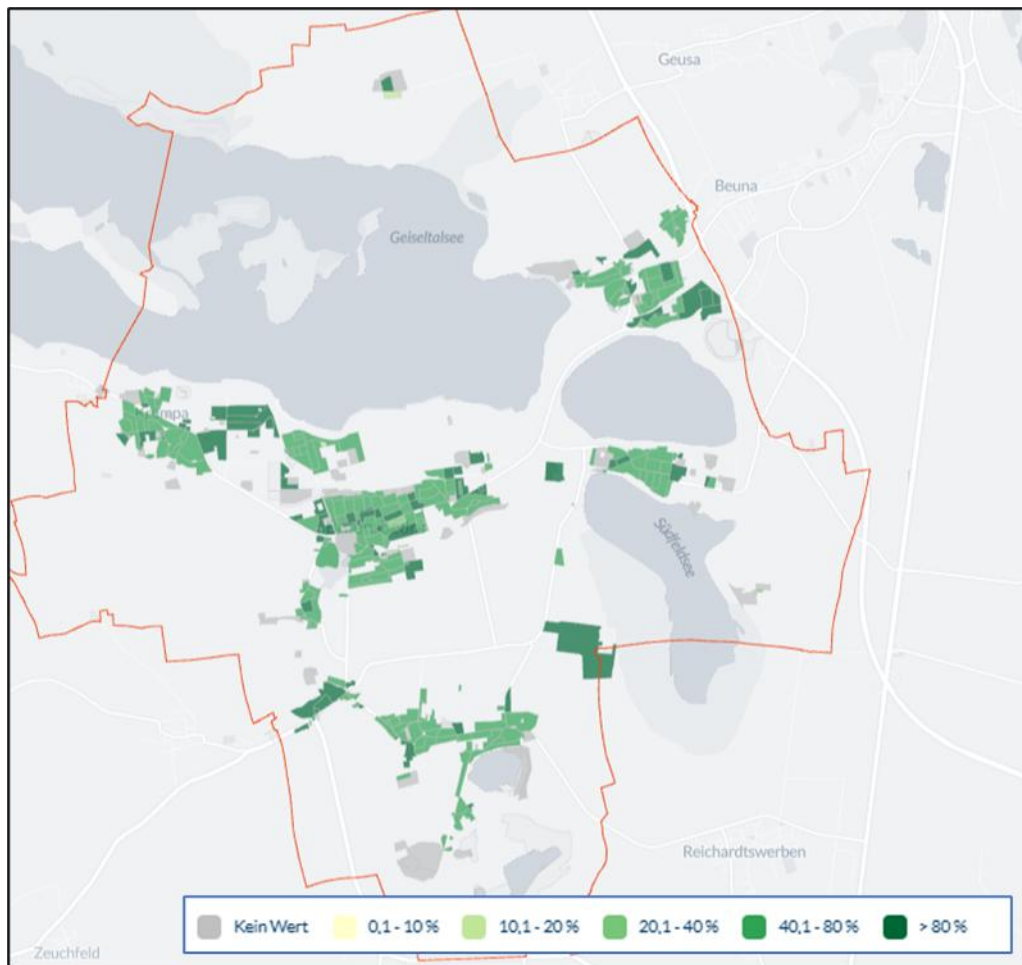 Geusa
Beuna
Geiseltalsee
Südfeldsee
Reichardtswerben
Zeuchfeld
Kein Wert
0,1 - 10 %
10,1 - 20 %
20,1 - 40 %
40,1 - 80 %
> 80 %